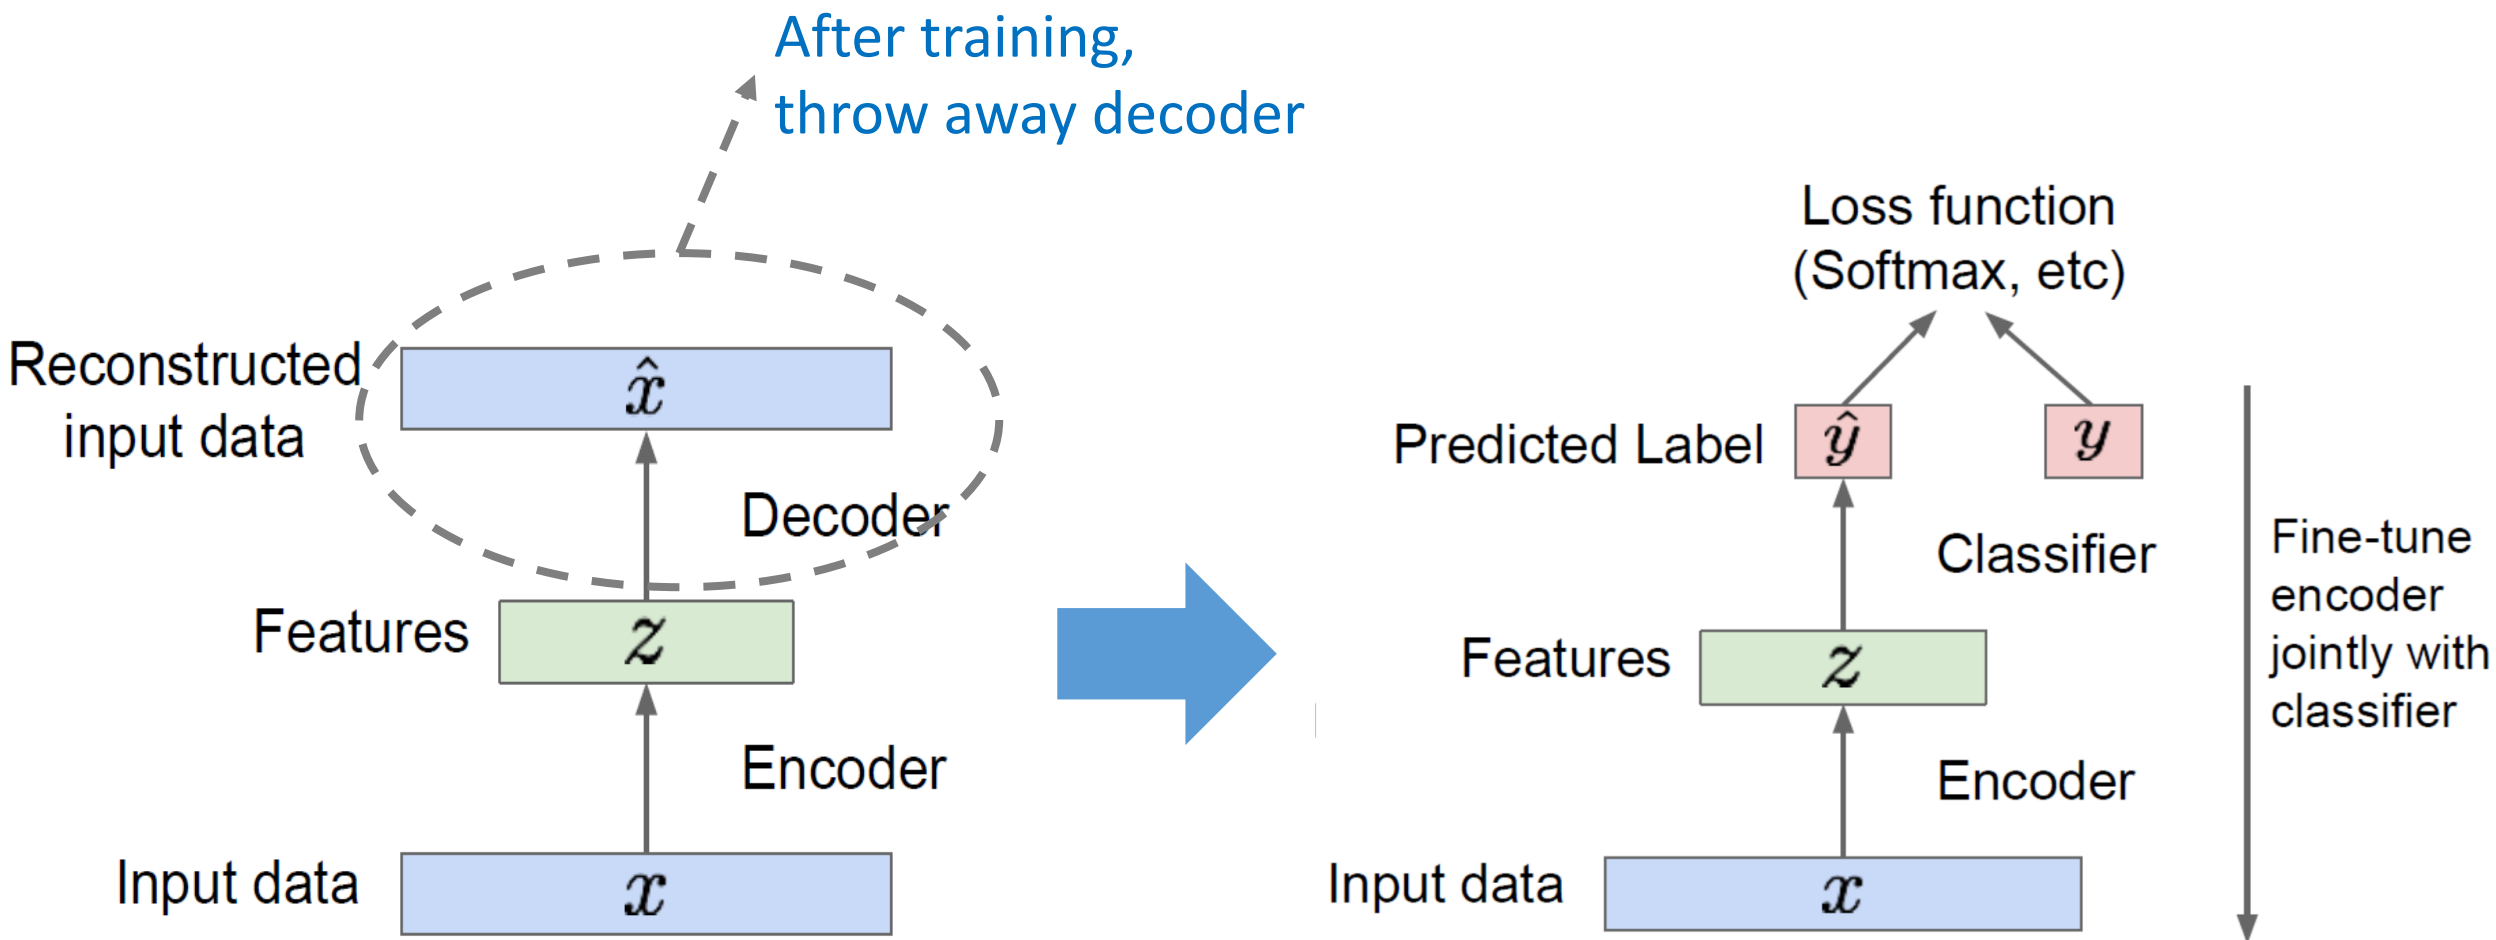 After training,
throw away decoder
Reconstructed
input data
x̂
Decoder
Features
z
Encoder
Input data
x
Loss function
(Softmax, etc)
Predicted Label
ŷ
y
Classifier
Features
z
Encoder
Input data
x
Fine-tune
encoder
jointly with
classifier